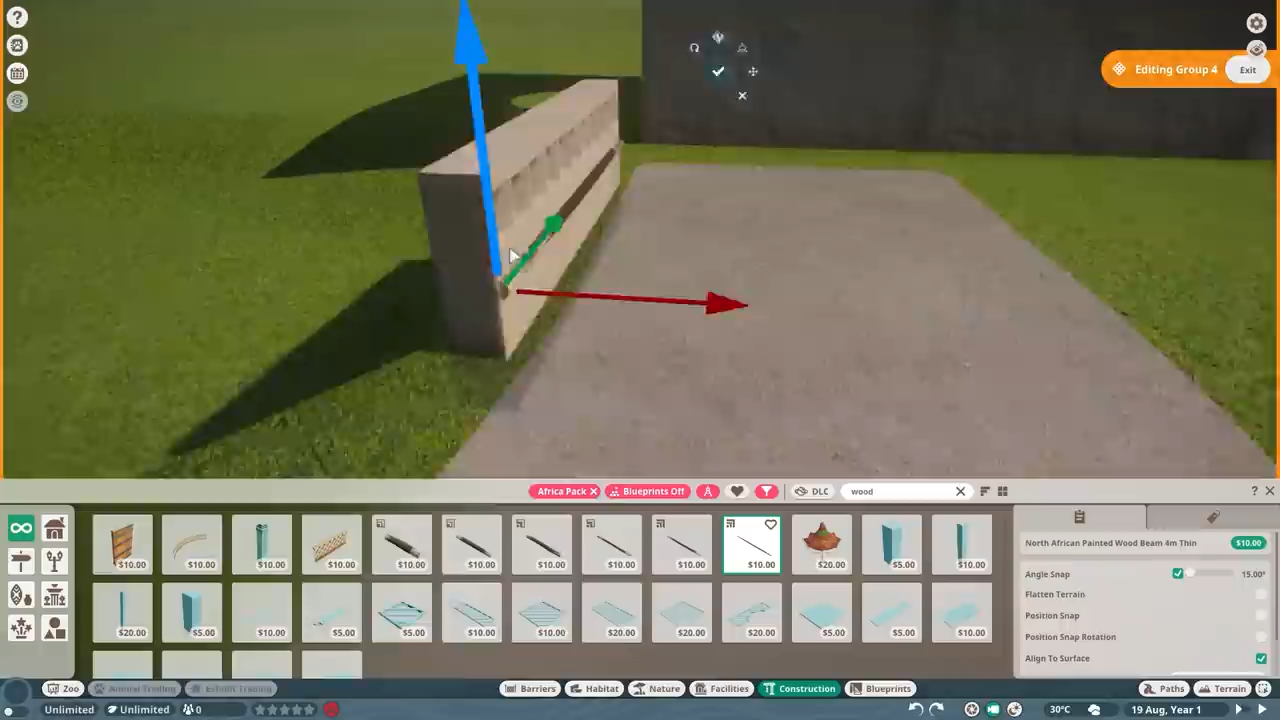 ?
Editing Group 4 Exit
Africa Pack × Blueprints Off DLC wood × ? ×
$10.00 $10.00 $10.00 $10.00 $10.00 $10.00 $10.00 $10.00 $10.00 $10.00 $20.00 $5.00 $10.00
$20.00 $5.00 $10.00 $5.00 $5.00 $10.00 $10.00 $20.00 $20.00 $20.00 $5.00 $5.00 $10.00
North African Painted Wood Beam 4m Thin $10.00
Angle Snap 15.00°
Flatten Terrain
Position Snap
Position Snap Rotation
Align To Surface
Zoo Animal Trading Exhibit Trading Barriers Habitat Nature Facilities Construction Blueprints Paths Terrain
Unlimited Unlimited 0 30°C 19 Aug, Year 1